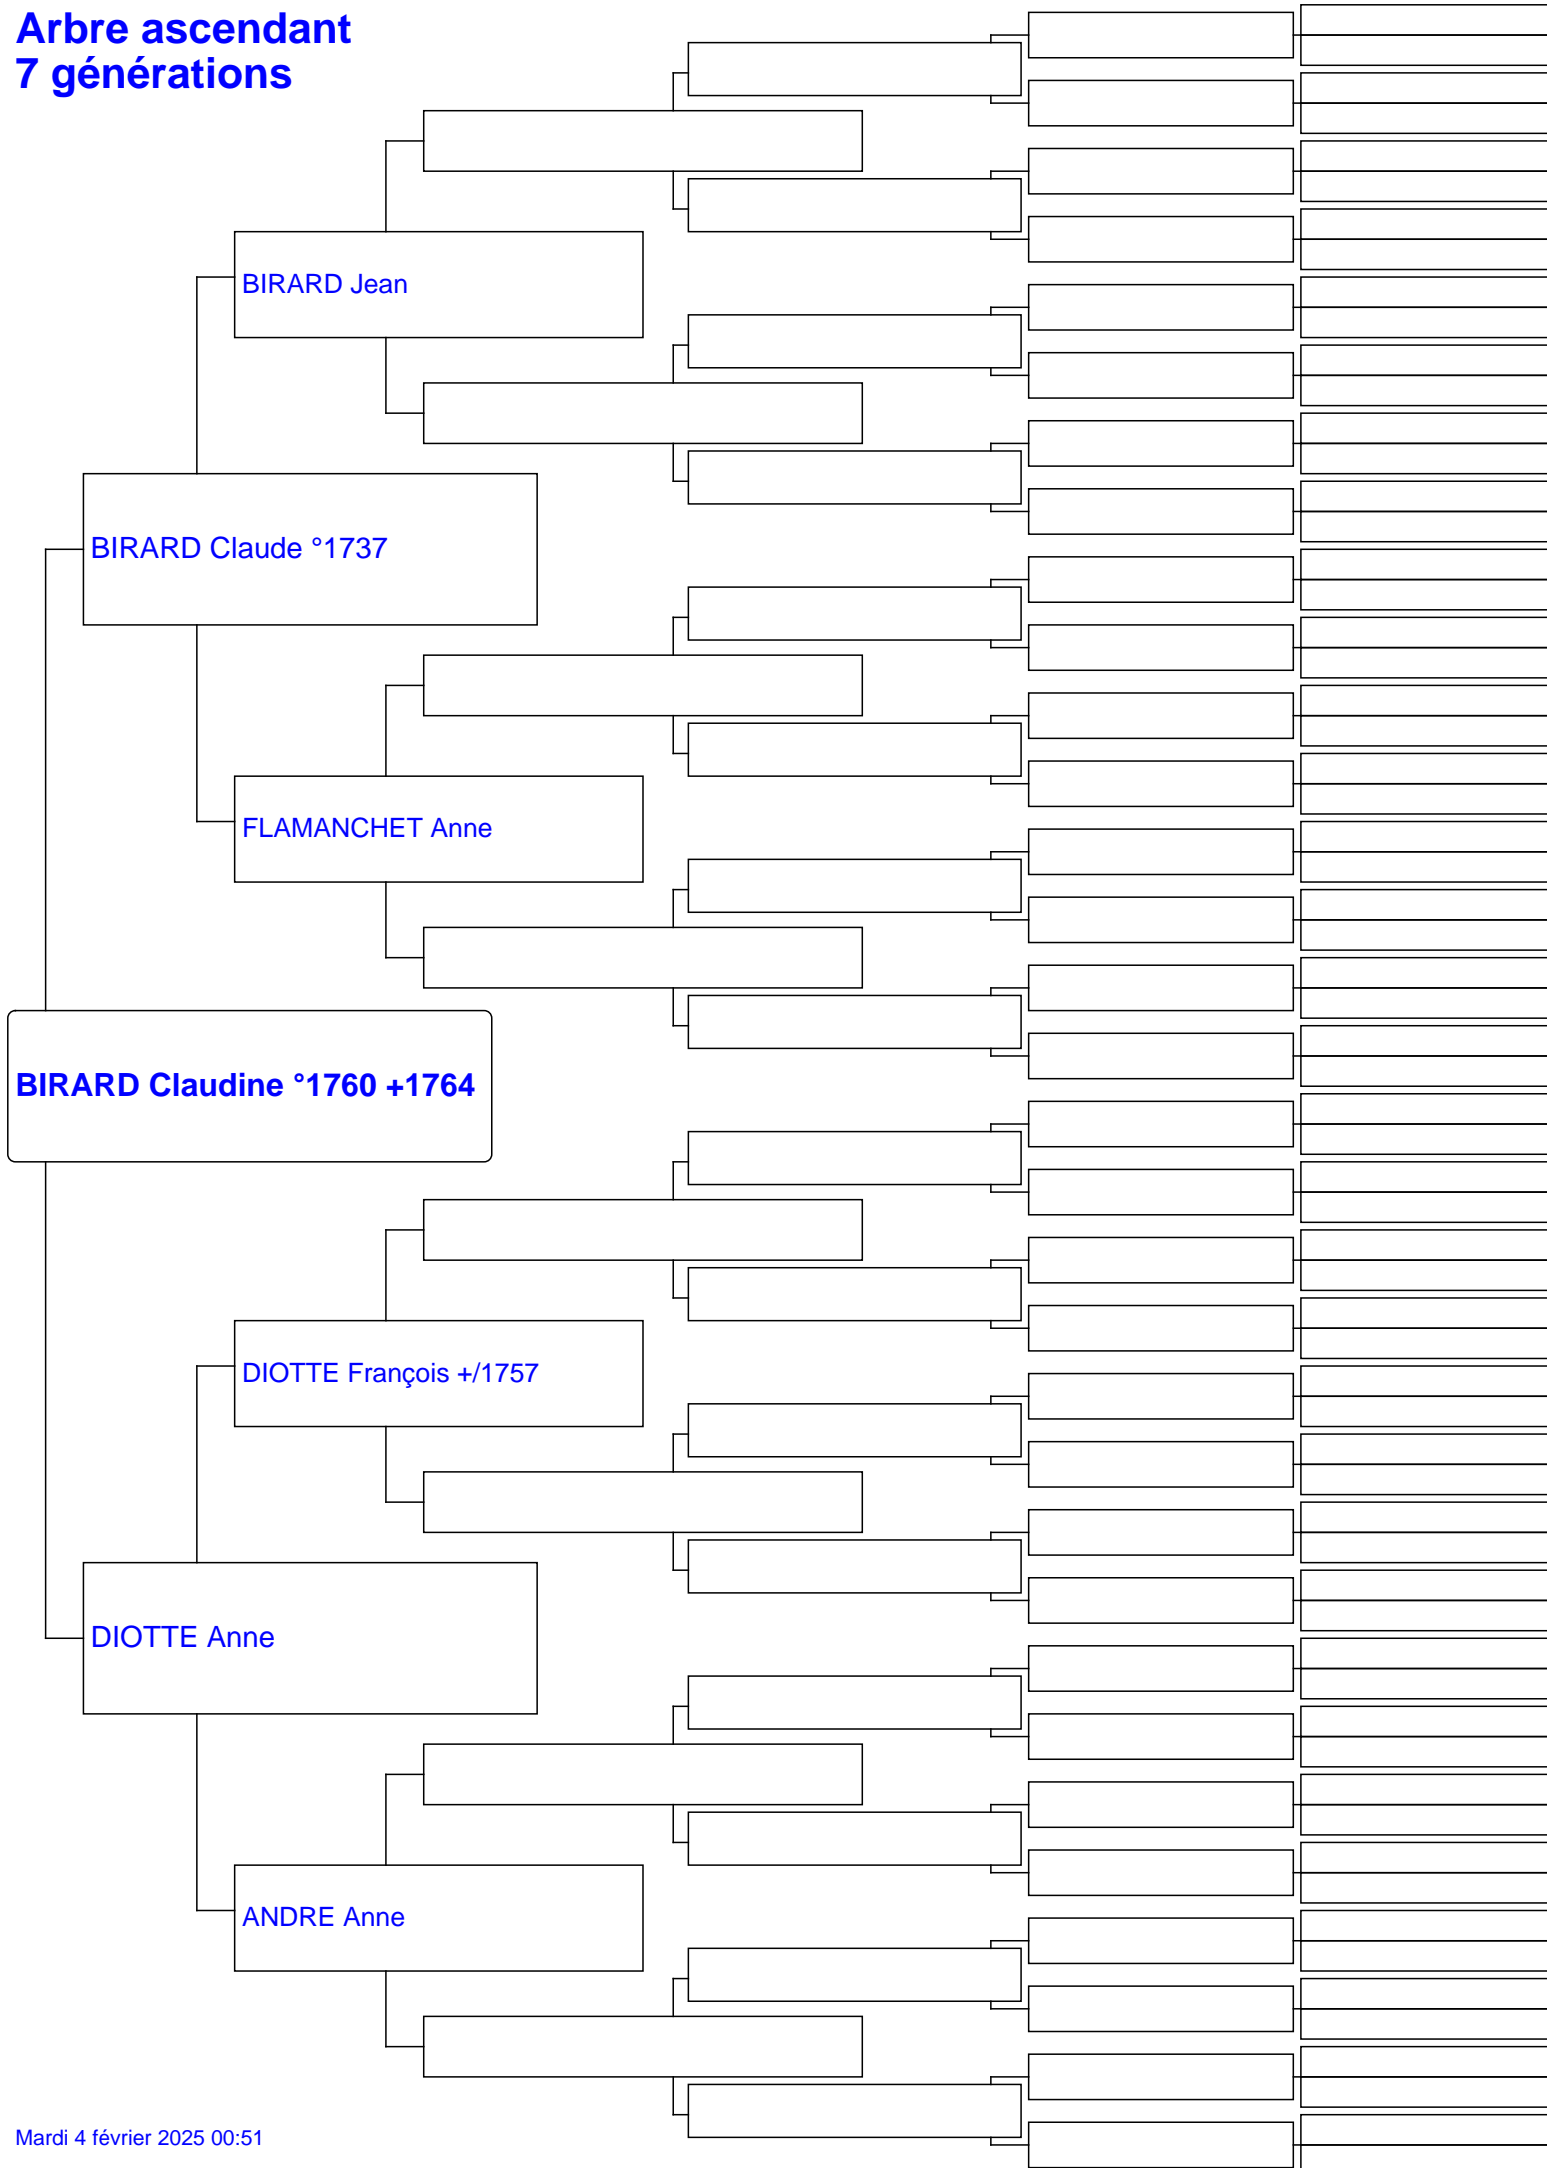 Arbre ascendant
7 générations
BIRARD Jean
BIRARD Claude °1737
FLAMANCHET Anne
BIRARD Claudine °1760 +1764
DIOTTE François +/1757
DIOTTE Anne
ANDRE Anne
Mardi 4 février 2025 00:51